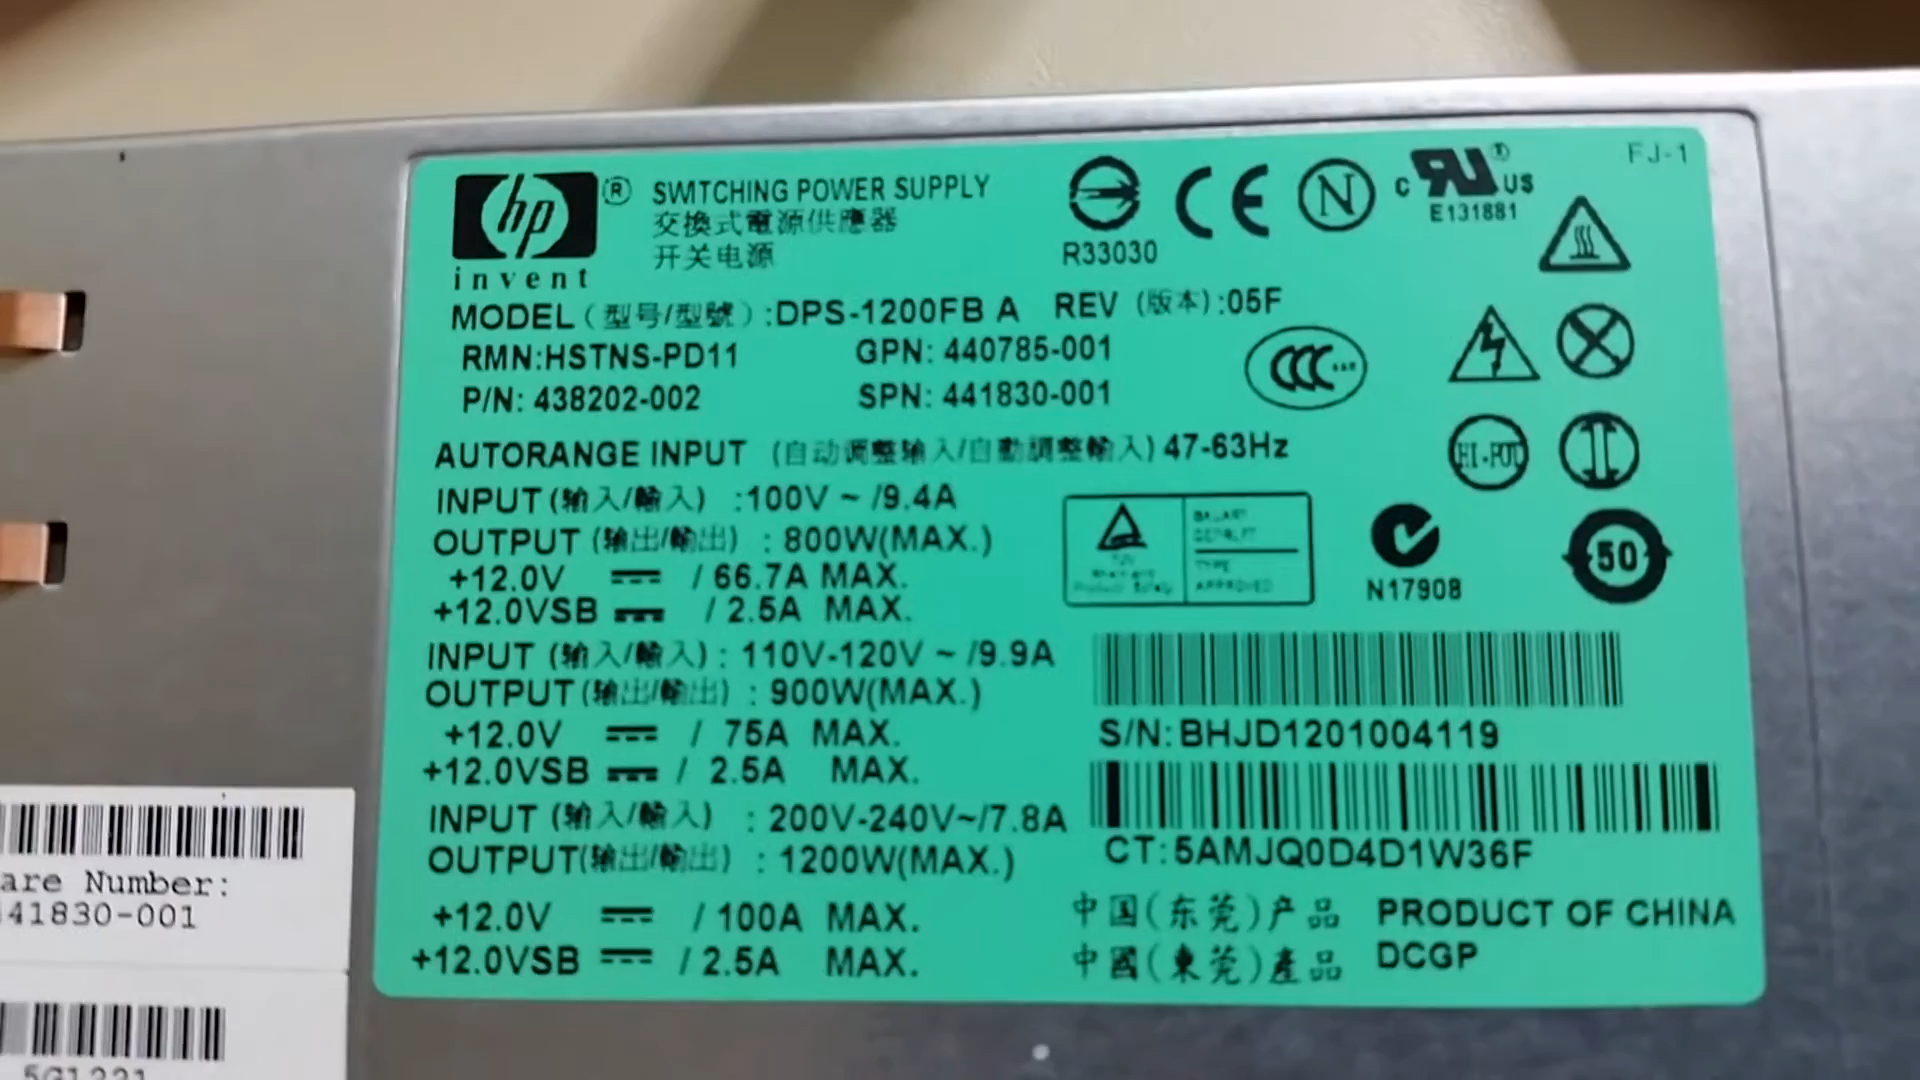 hp ® SWITCHING POWER SUPPLY
交換式電源供應器
开关电源
invent
R33030
CE
N
C RU US
E131881
FJ-1
MODEL (型号/型號) :DPS-1200FB A REV (版本) :05F
RMN:HSTNS-PD11 GPN: 440785-001
P/N: 438202-002 SPN: 441830-001
CCC
AUTORANGE INPUT (自动调整输入/自動調整輸入) 47-63Hz
HI-POT
INPUT (输入/輸入) :100V ~ /9.4A
OUTPUT (输出/輸出) : 800W(MAX.)
+12.0V ⎓ / 66.7A MAX.
+12.0VSB ⎓ / 2.5A MAX.
TYPE
APPROVED
N17908
50
INPUT (输入/輸入) : 110V-120V ~ /9.9A
OUTPUT (输出/輸出) : 900W(MAX.)
+12.0V ⎓ / 75A MAX.
+12.0VSB ⎓ / 2.5A MAX.
S/N: BHJD1201004119
INPUT (输入/輸入) : 200V-240V~/7.8A
OUTPUT(输出/輸出) : 1200W(MAX.)
+12.0V ⎓ / 100A MAX.
+12.0VSB ⎓ / 2.5A MAX.
CT: 5AMJQ0D4D1W36F
中国(东莞)产品 PRODUCT OF CHINA
中國(東莞)產品 DCGP
are Number:
41830-001